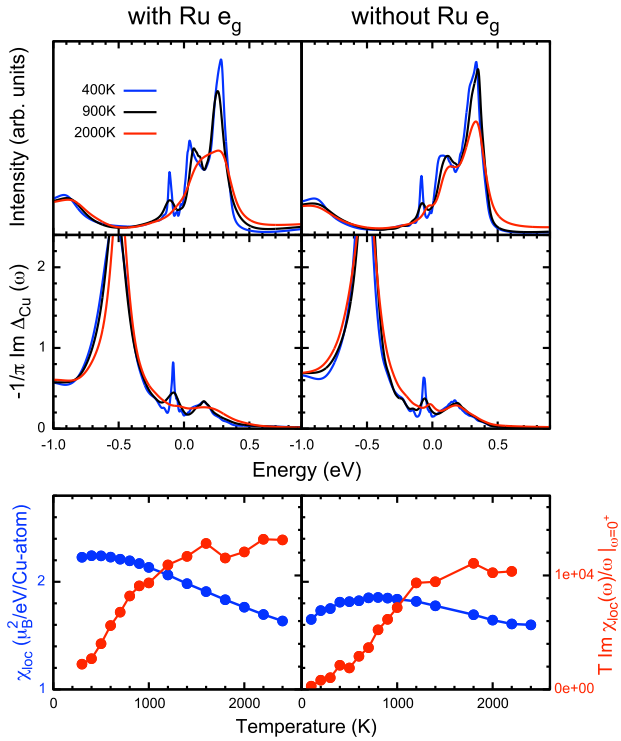 with Ru e_g
without Ru e_g
Intensity (arb. units)
400K
900K
2000K
-1/π Im Δ_Cu (ω)
2
1
0
-1.0
-0.5
0.0
0.5
-1.0
-0.5
0.0
0.5
Energy (eV)
χ_loc (μ_B^2/eV/Cu-atom)
2
1
0
1000
2000
0
1000
2000
1e+04
0e+00
T Im χ_loc(ω)/ω |_ω=0^+
Temperature (K)